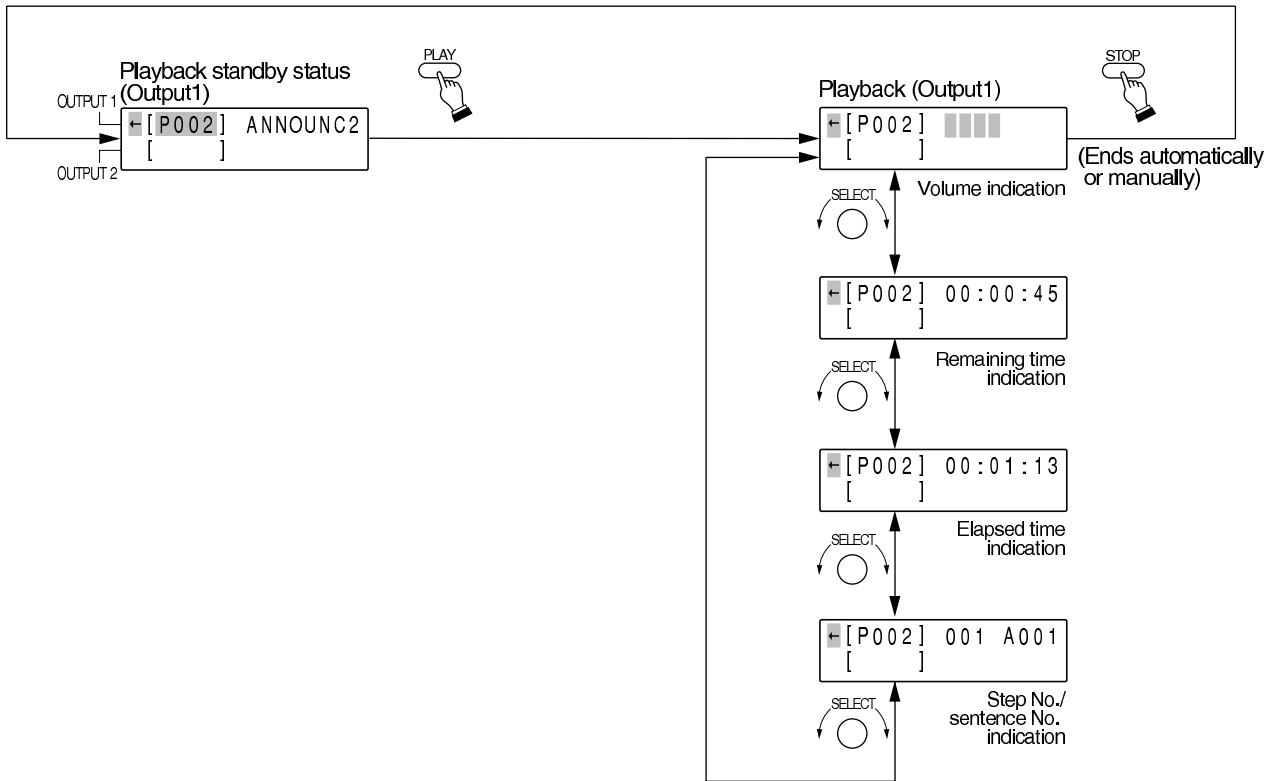 PLAY
STOP
Playback standby status
(Output1)
OUTPUT 1
←[P002] ANNOUNC2
[ ]
OUTPUT 2
Playback (Output1)
←[P002]
[ ]
(Ends automatically
or manually)
Volume indication
SELECT
←[P002] 00:00:45
[ ]
Remaining time
indication
SELECT
←[P002] 00:01:13
[ ]
Elapsed time
indication
SELECT
←[P002] 001 A001
[ ]
Step No./
sentence No.
indication
SELECT